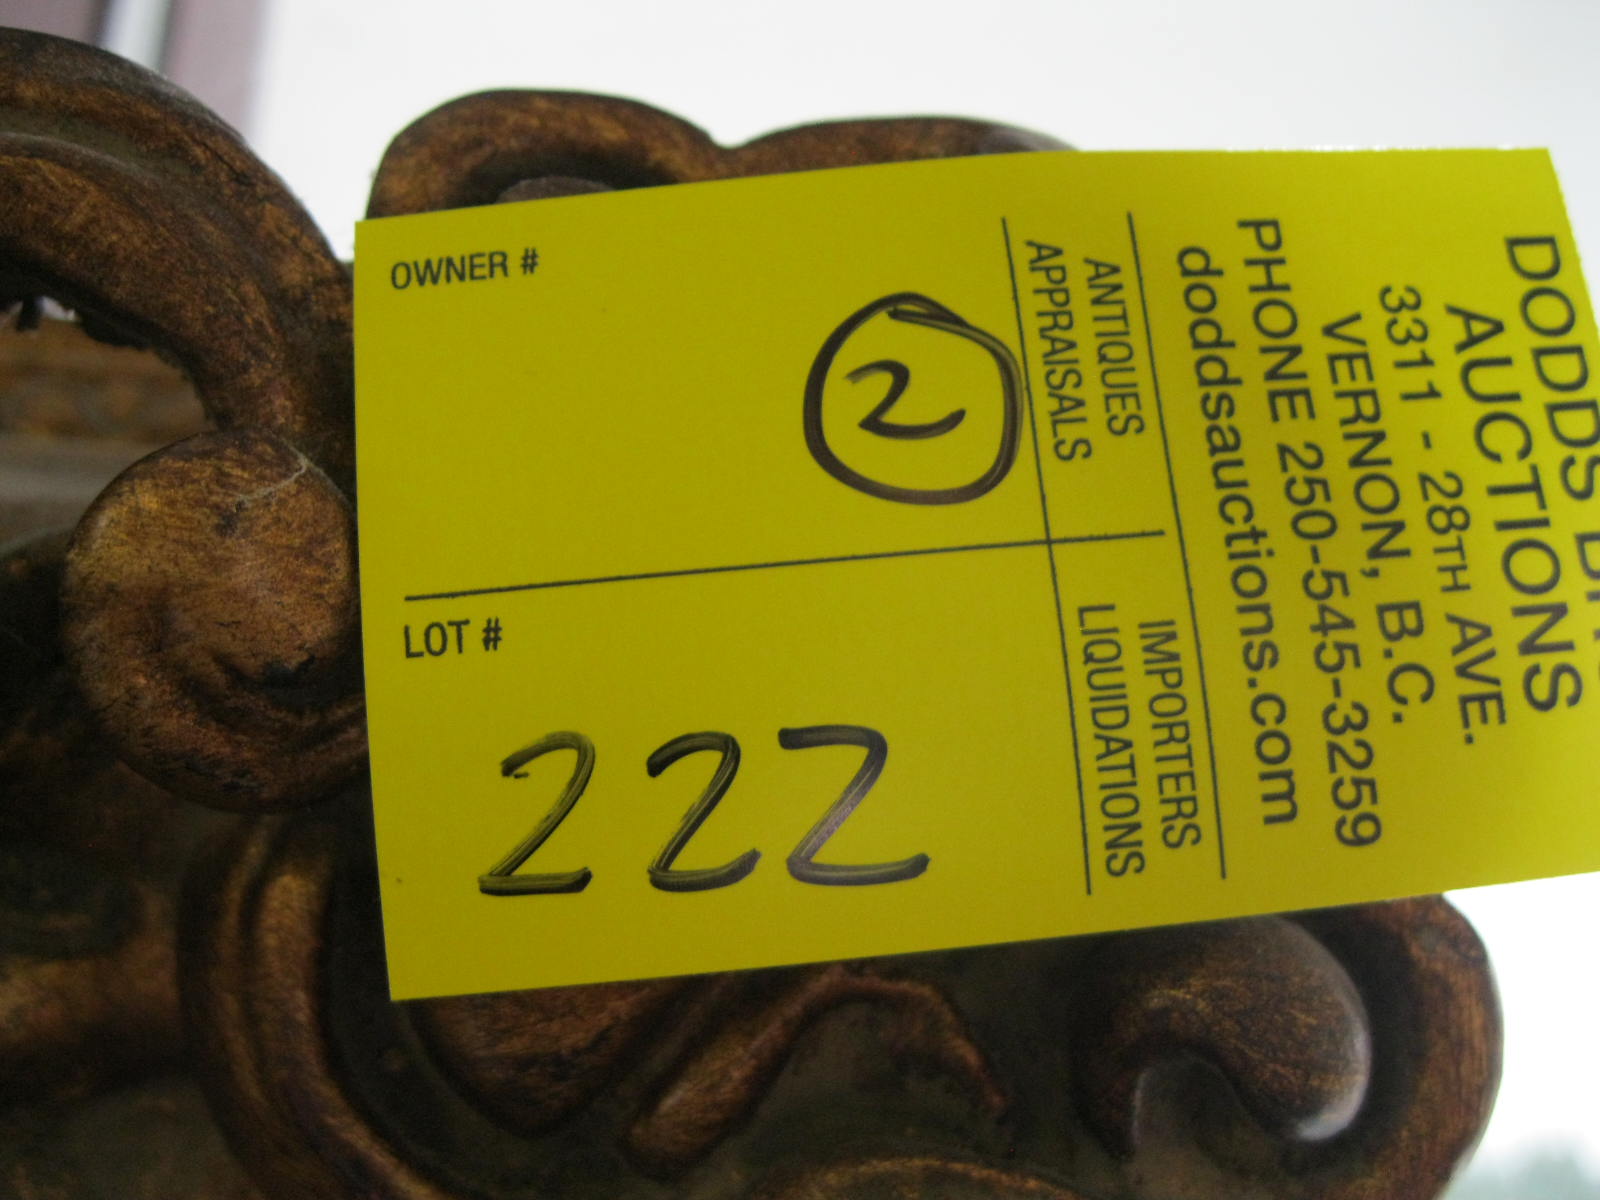 DODDS
AUCTIONS
3311 - 28TH AVE.
VERNON, B.C.
PHONE 250-545-3259
doddsauctions.com
ANTIQUES
APPRAISALS
IMPORTERS
LIQUIDATIONS
OWNER #
2
LOT #
222